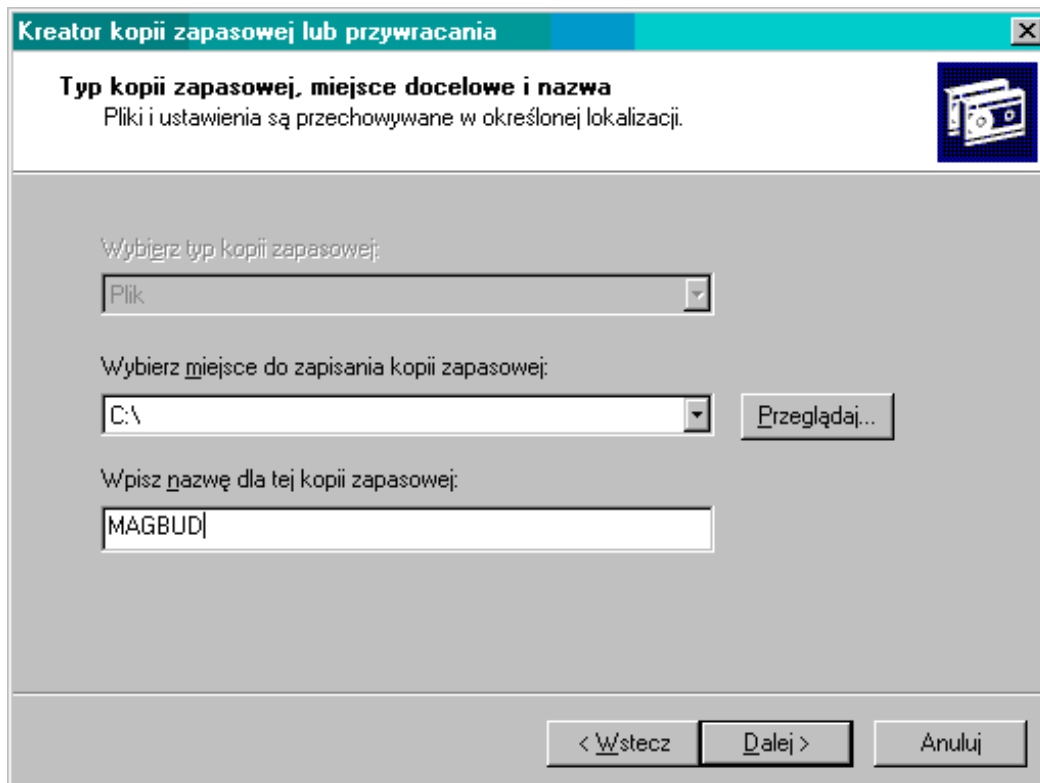 Kreator kopii zapasowej lub przywracania
Typ kopii zapasowej, miejsce docelowe i nazwa
Pliki i ustawienia są przechowywane w określonej lokalizacji.
Wybierz typ kopii zapasowej:
Plik
Wybierz miejsce do zapisania kopii zapasowej:
C:\
Przeglądaj...
Wpisz nazwę dla tej kopii zapasowej:
MAGBUD
< Wstecz
Dalej >
Anuluj